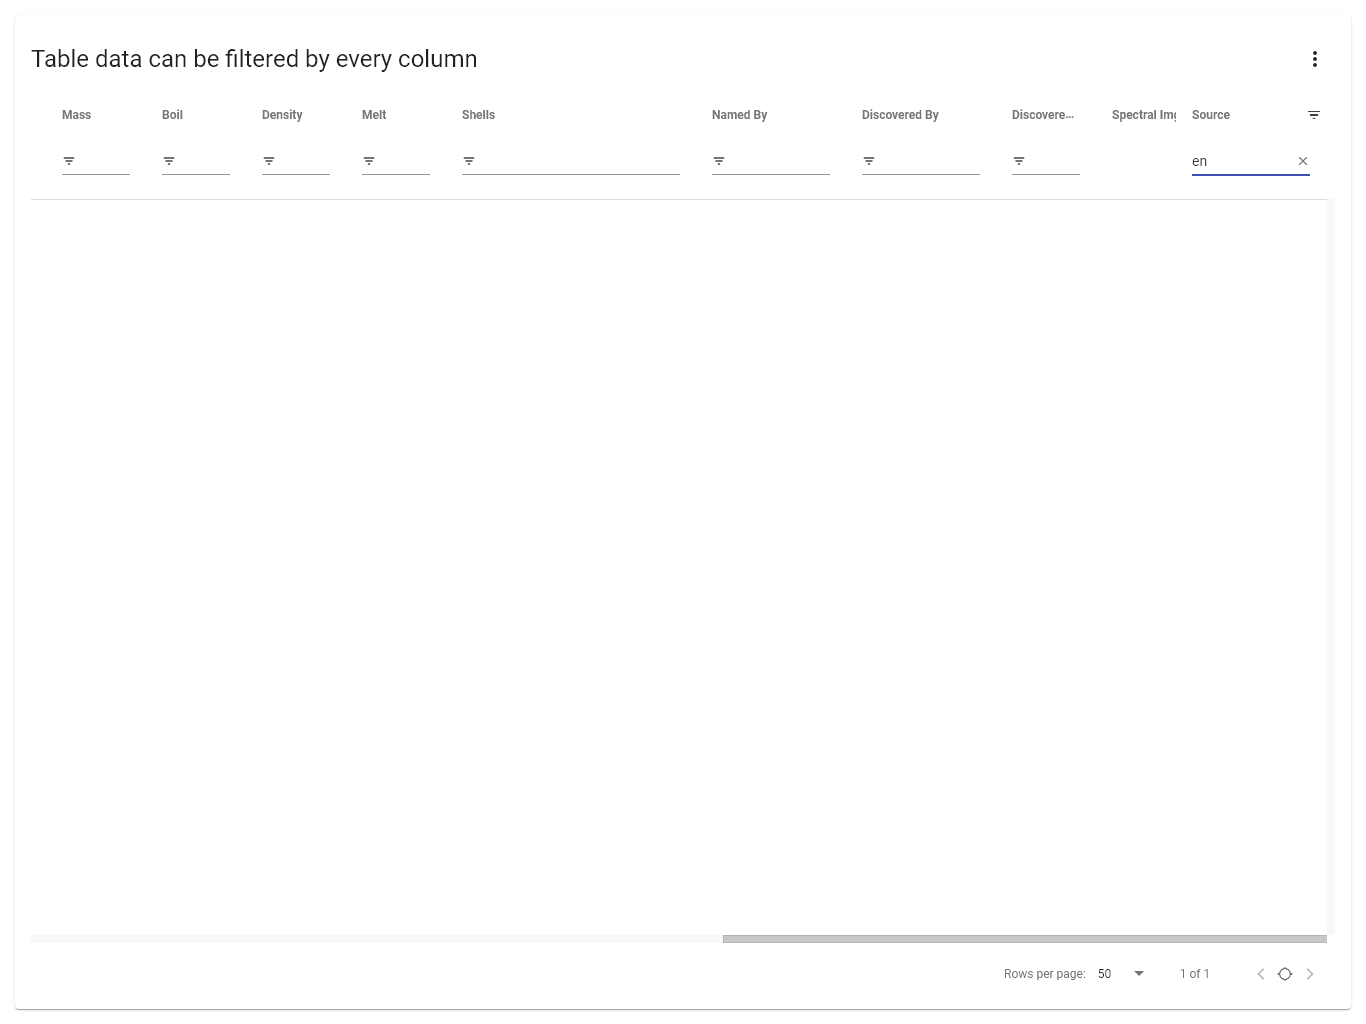 Table data can be filtered by every column
Mass Boil Density Melt Shells Named By Discovered By Discovere... Spectral Img Source
en
Rows per page: 50 1 of 1